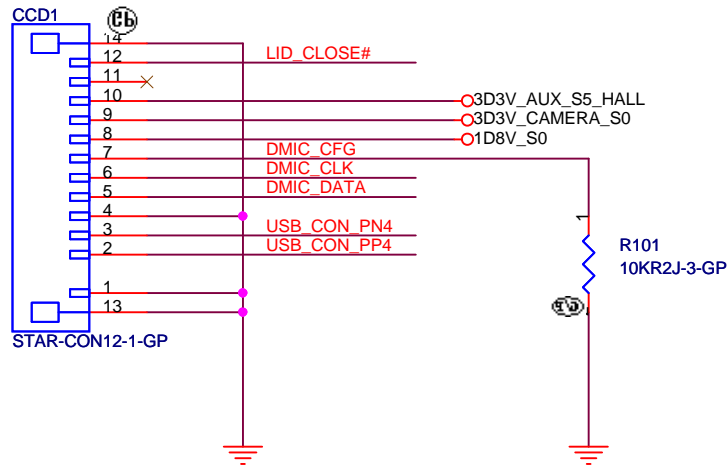 CCD1
14
12
LID_CLOSE#
11
10
3D3V_AUX_S5_HALL
9
3D3V_CAMERA_S0
8
1D8V_S0
7
DMIC_CFG
6
DMIC_CLK
5
DMIC_DATA
4
3
USB_CON_PN4
2
USB_CON_PP4
1
13
STAR-CON12-1-GP
1
R101
10KR2J-3-GP